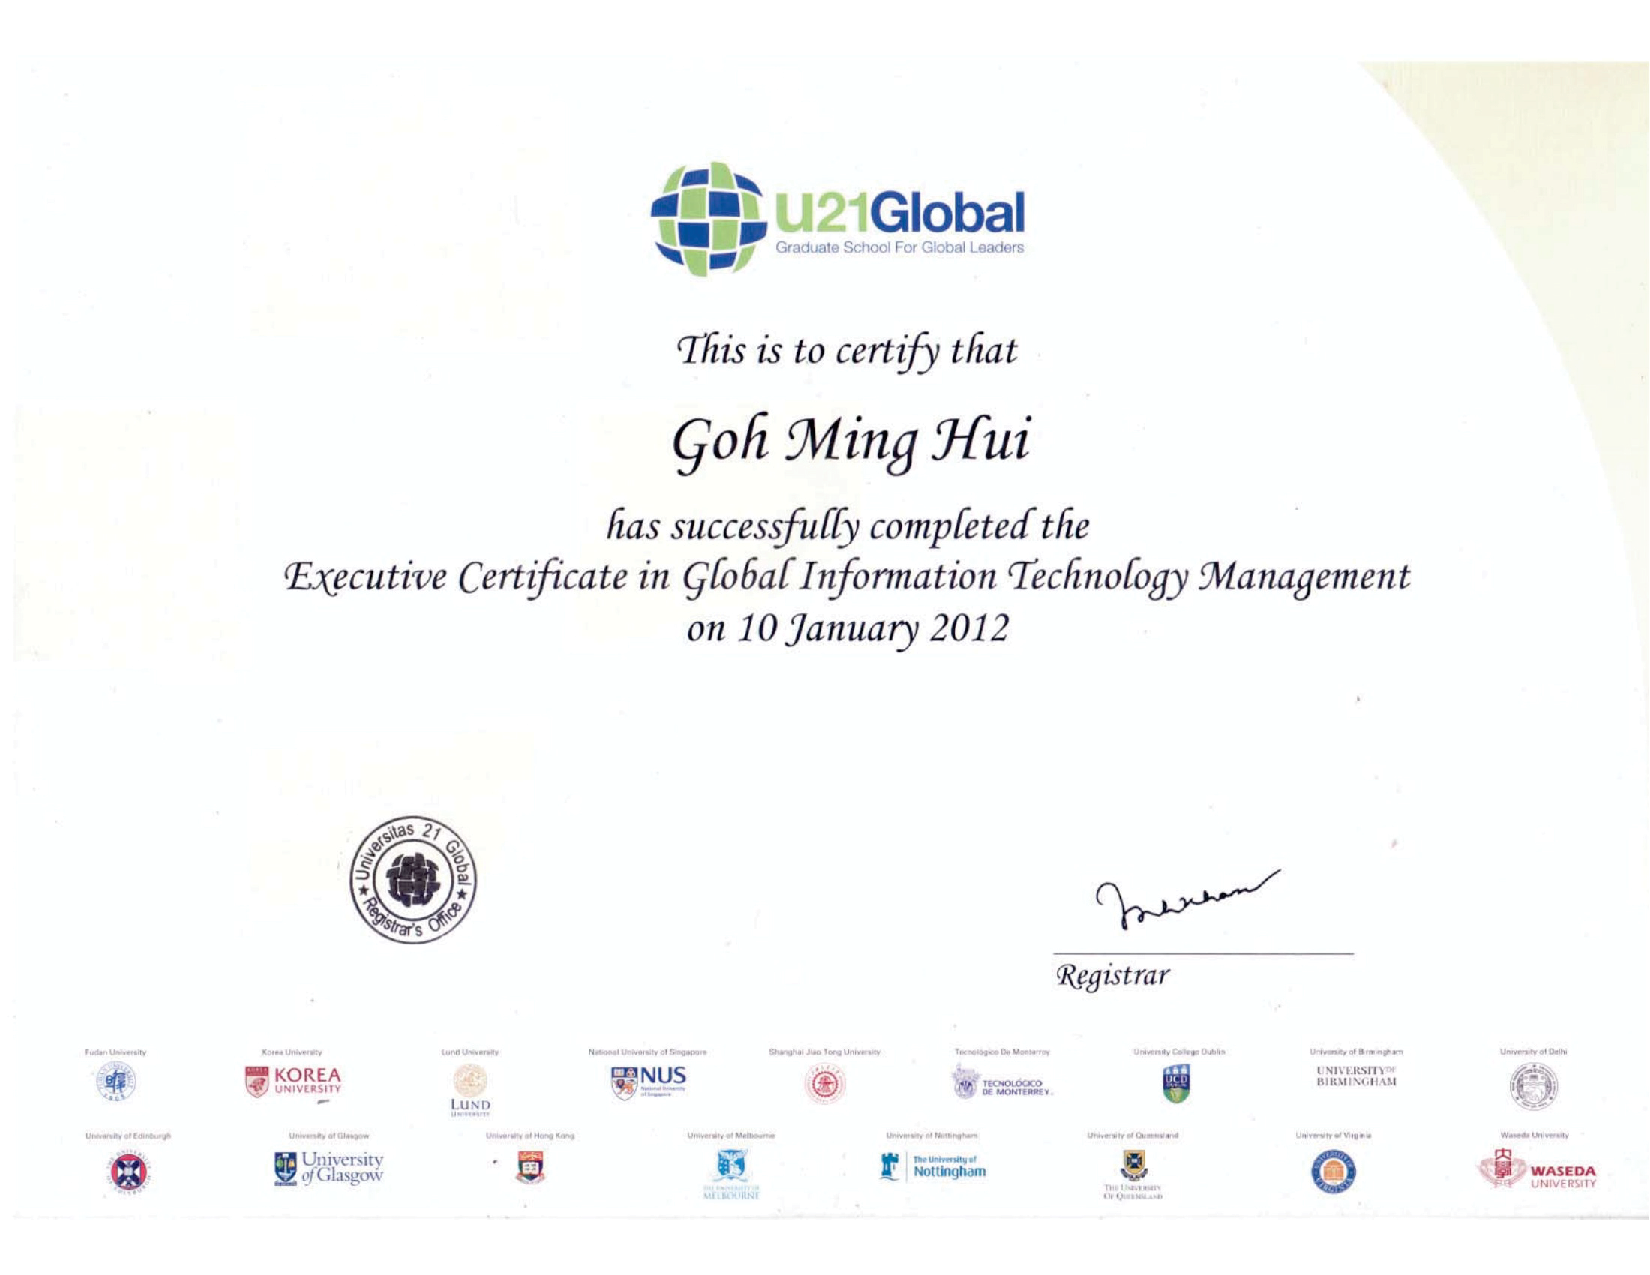 U21Global
Graduate School For Global Leaders
This is to certify that
Goh Ming Hui
has successfully completed the
Executive Certificate in Global Information Technology Management
on 10 January 2012
Universitas 21 Global
Registrar's Office
Registrar
Fudan University
Korea University
Lund University
National University of Singapore
Shanghai Jiao Tong University
Tecnológico De Monterrey
University College Dublin
University of Birmingham
University of Delhi
KOREA
UNIVERSITY
LUND
UNIVERSITY
NUS
National University
of Singapore
TECNOLÓGICO
DE MONTERREY.
UCD
DUBLIN
UNIVERSITY OF
BIRMINGHAM
University of Edinburgh
University of Glasgow
University of Hong Kong
University of Melbourne
University of Nottingham
University of Queensland
University of Virginia
Waseda University
University
of Glasgow
THE UNIVERSITY OF
MELBOURNE
The University of
Nottingham
THE UNIVERSITY
OF QUEENSLAND
WASEDA
UNIVERSITY